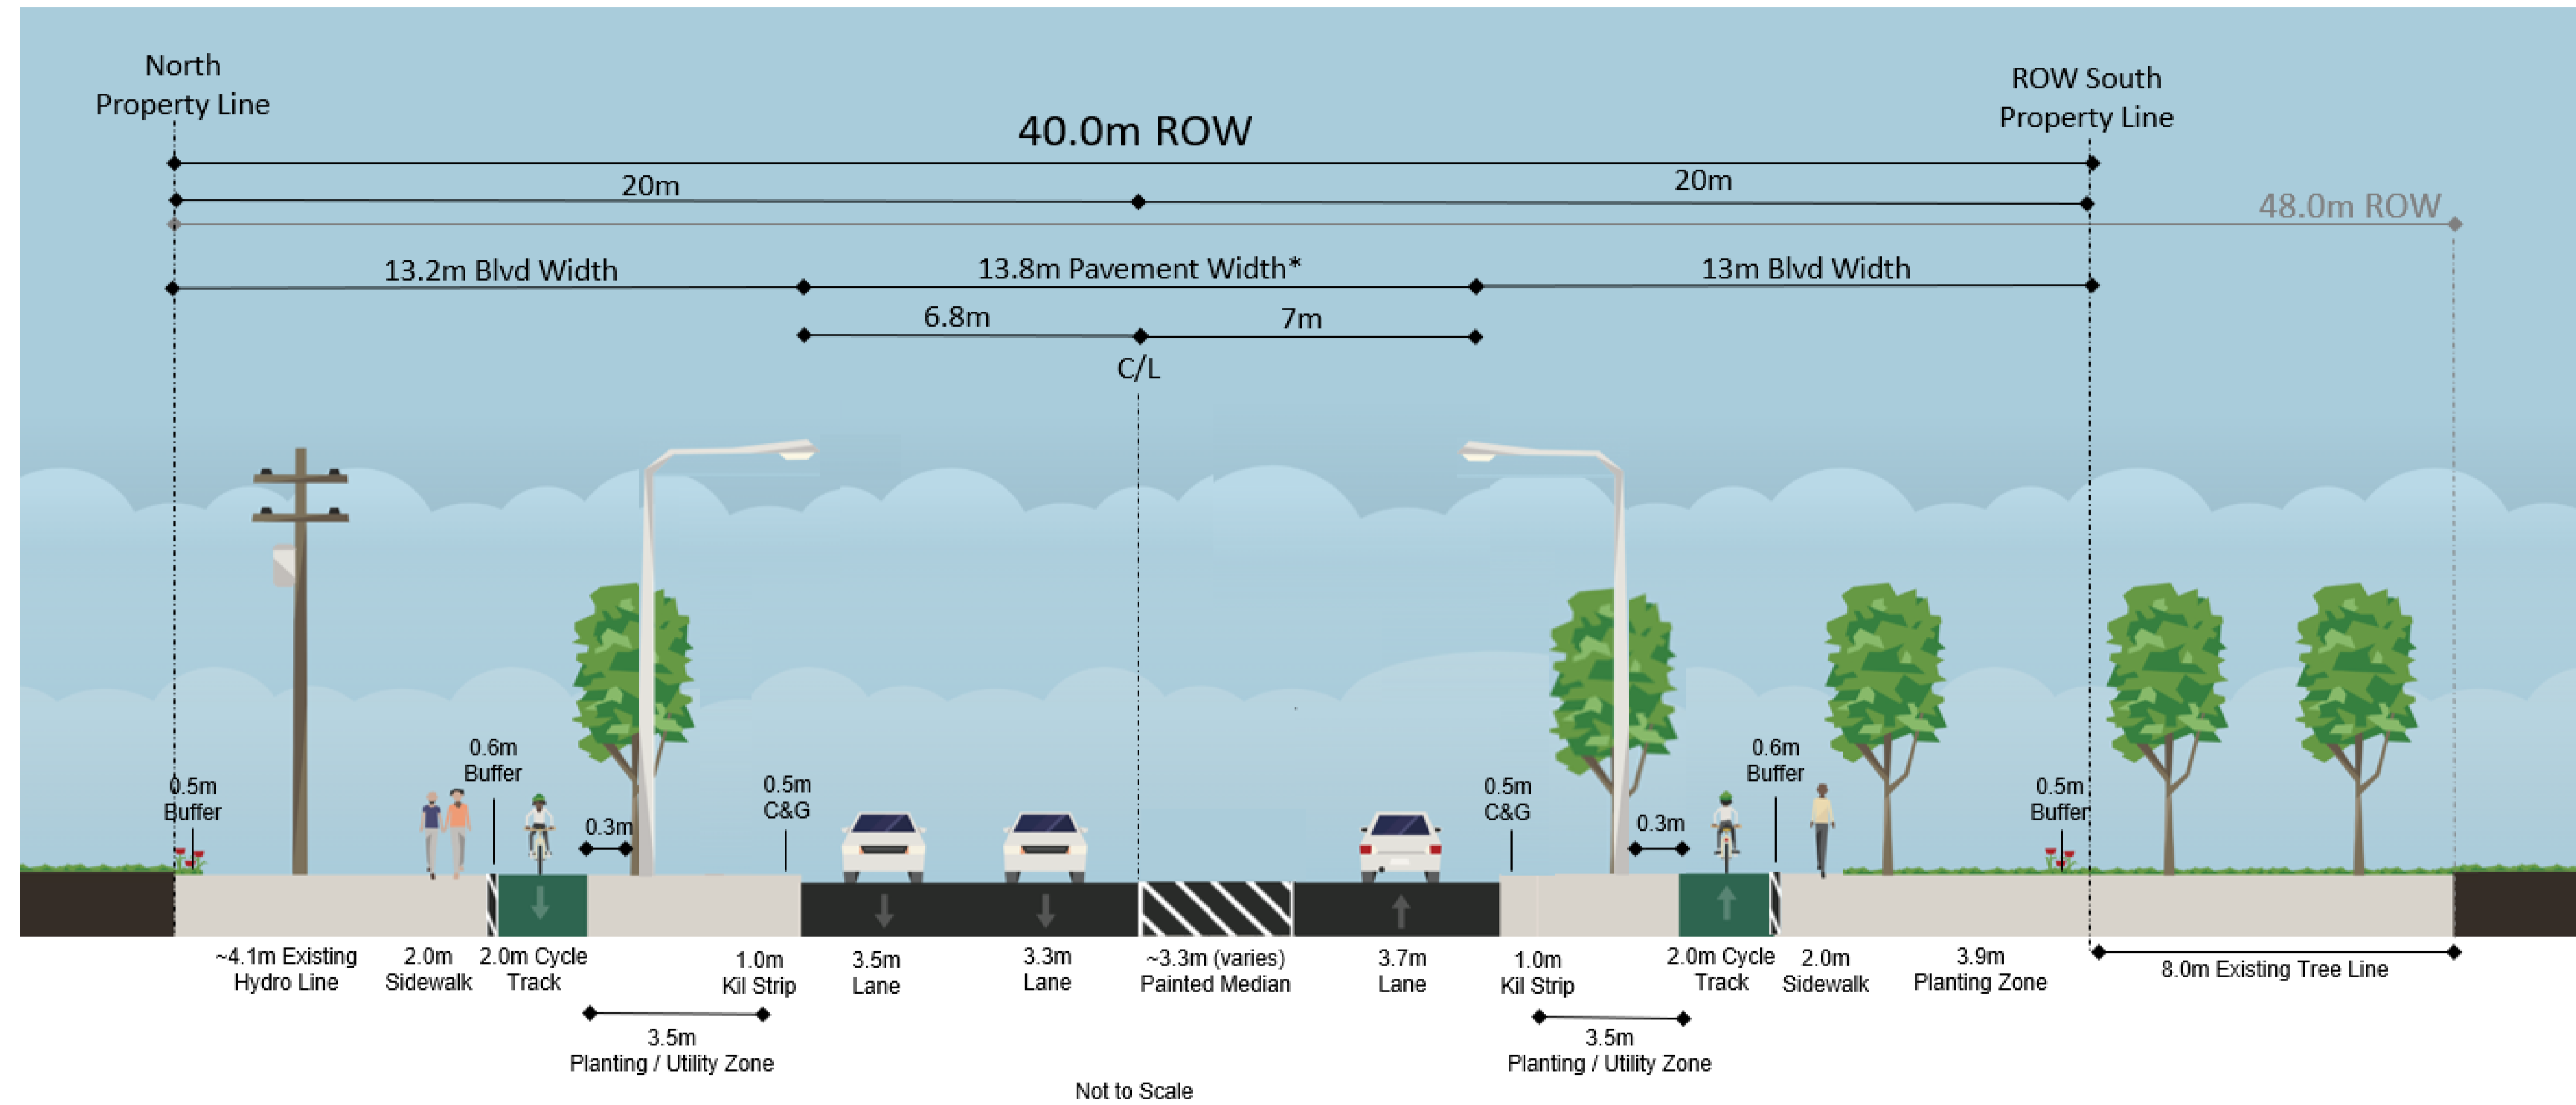 North
Property Line
ROW South
Property Line
40.0m ROW
20m
20m
48.0m ROW
13.2m Blvd Width
13.8m Pavement Width*
13m Blvd Width
6.8m
7m
C/L
0.5m
Buffer
0.6m
Buffer
0.3m
0.5m
C&G
0.5m
C&G
0.3m
0.6m
Buffer
0.5m
Buffer
~4.1m Existing
Hydro Line
2.0m
Sidewalk
2.0m Cycle
Track
1.0m
Kil Strip
3.5m
Lane
3.3m
Lane
~3.3m (varies)
Painted Median
3.7m
Lane
1.0m
Kil Strip
2.0m Cycle
Track
2.0m
Sidewalk
3.9m
Planting Zone
8.0m Existing Tree Line
3.5m
Planting / Utility Zone
3.5m
Planting / Utility Zone
Not to Scale